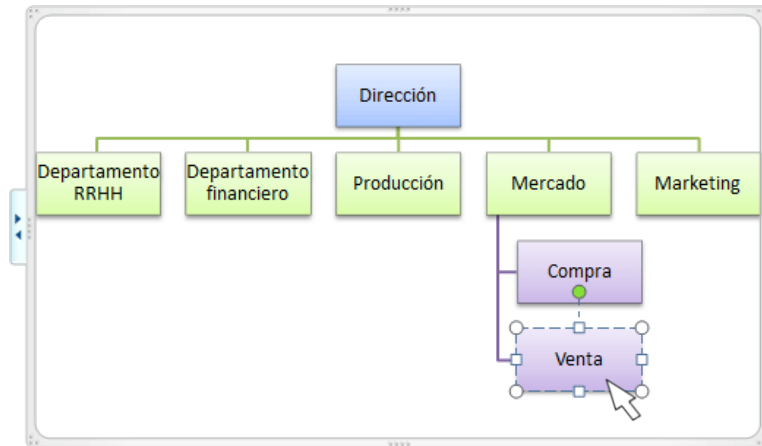 Dirección
Departamento
RRHH
Departamento
financiero
Producción
Mercado
Marketing
Compra
Venta